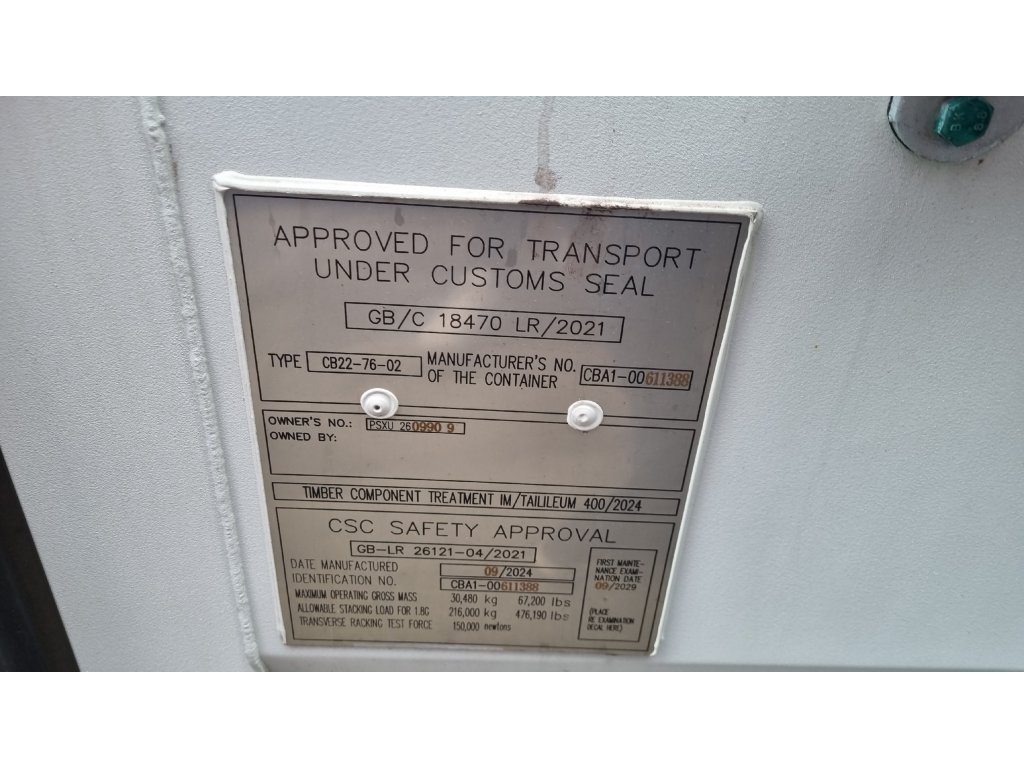 APPROVED FOR TRANSPORT
UNDER CUSTOMS SEAL
GB/C 18470 LR/2021
TYPE CB22-76-02 MANUFACTURER'S NO. OF THE CONTAINER CBA1-00611388
OWNER'S NO.: PSXU 260990 9
OWNED BY:
TIMBER COMPONENT TREATMENT IM/TAILILEUM 400/2024
CSC SAFETY APPROVAL
GB-LR 26121-04/2021
DATE MANUFACTURED 09/2024
IDENTIFICATION NO. CBA1-00611388
MAXIMUM OPERATING GROSS MASS 30,480 kg 67,200 lbs
ALLOWABLE STACKING LOAD FOR 1.8G 216,000 kg 476,190 lbs
TRANSVERSE RACKING TEST FORCE 150,000 newtons
FIRST MAINTE-
NANCE EXAMI-
NATION DATE
09/2029
(PLACE
RE EXAMINATION
DECAL HERE)